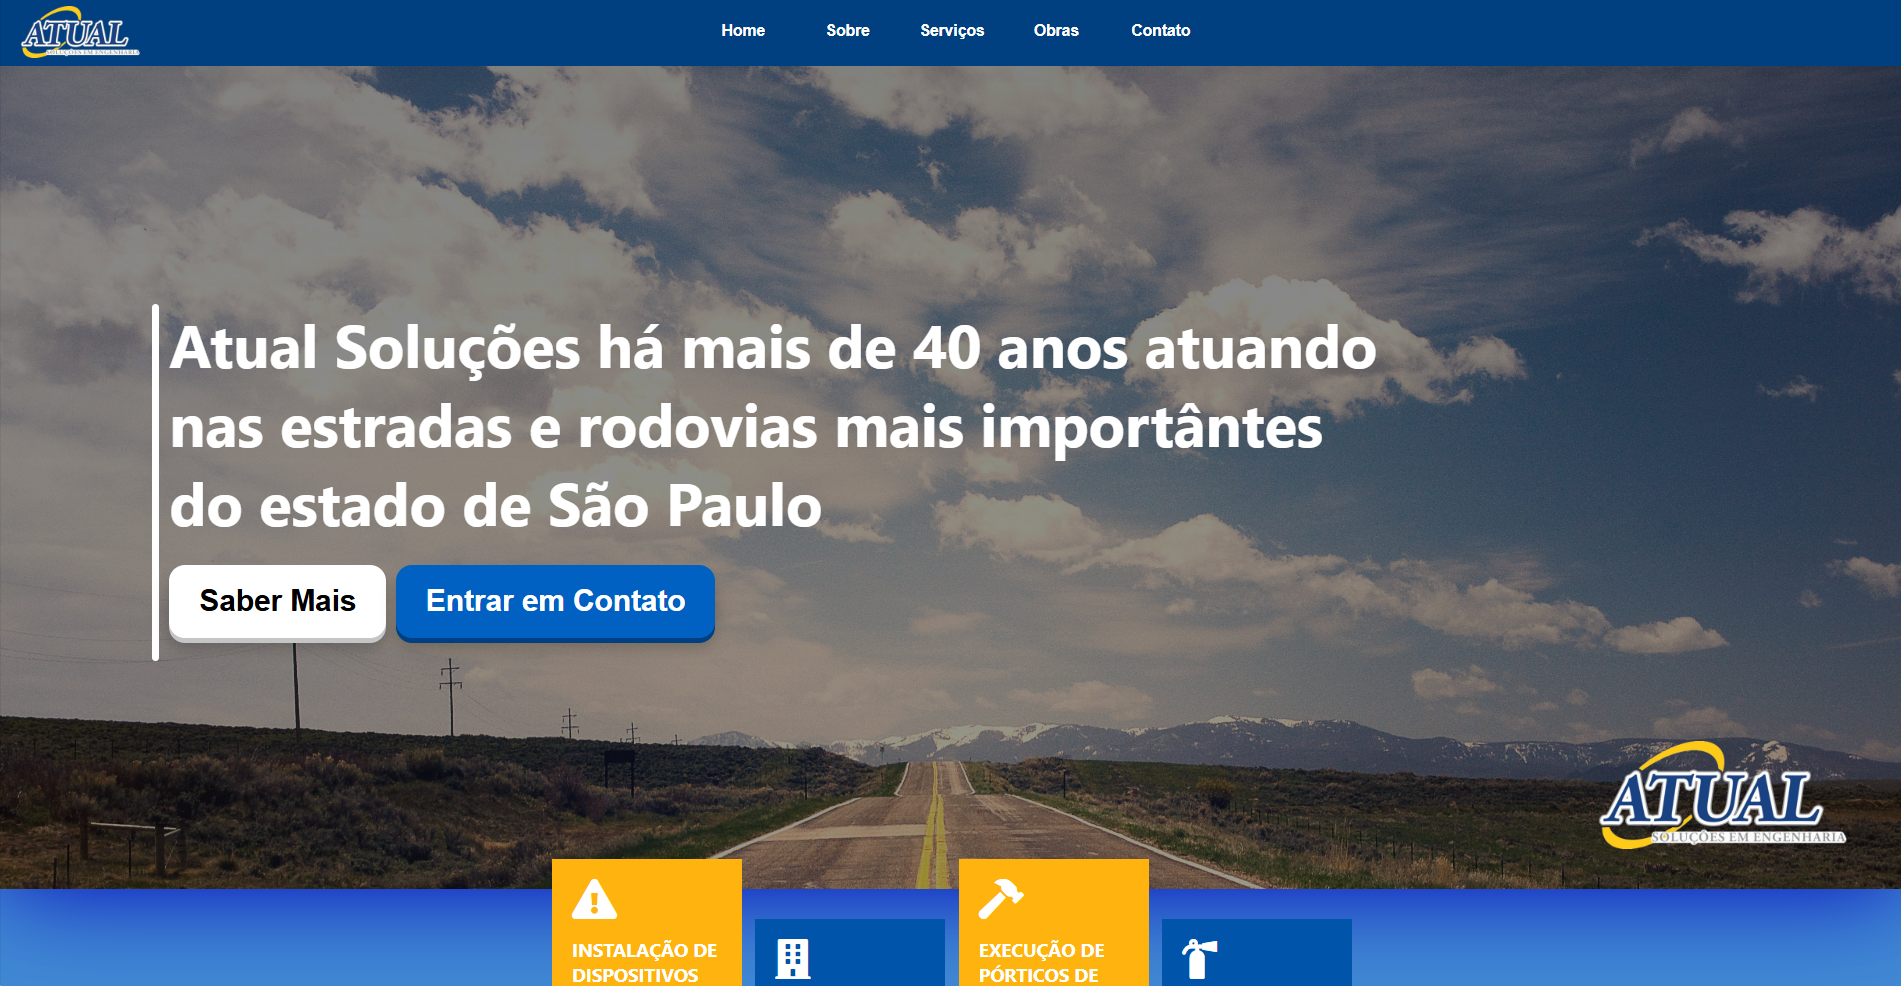 ATUAL
SOLUÇÕES EM ENGENHARIA
Home
Sobre
Serviços
Obras
Contato
Atual Soluções há mais de 40 anos atuando
nas estradas e rodovias mais importântes
do estado de São Paulo
Saber Mais
Entrar em Contato
ATUAL
SOLUÇÕES EM ENGENHARIA
INSTALAÇÃO DE
DISPOSITIVOS
EXECUÇÃO DE
PÓRTICOS DE